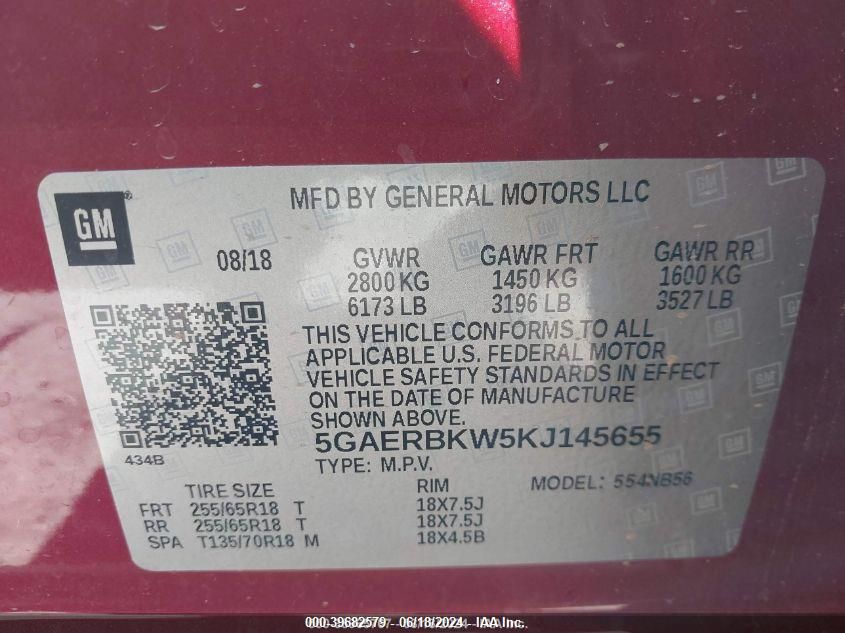 GM
MFD BY GENERAL MOTORS LLC
08/18
GVWR GAWR FRT GAWR RR
2800 KG 1450 KG 1600 KG
6173 LB 3196 LB 3527 LB
THIS VEHICLE CONFORMS TO ALL
APPLICABLE U.S. FEDERAL MOTOR
VEHICLE SAFETY STANDARDS IN EFFECT
ON THE DATE OF MANUFACTURE
SHOWN ABOVE.
5GAERBKW5KJ145655
434B
TYPE: M.P.V. MODEL:
TIRE SIZE RIM
FRT 255/65R18 T 18X7.5J
RR 255/65R18 T 18X7.5J
SPA T135/70R18 M 18X4.5B
000-39682579 - 06/18/2024 - IAA Inc.